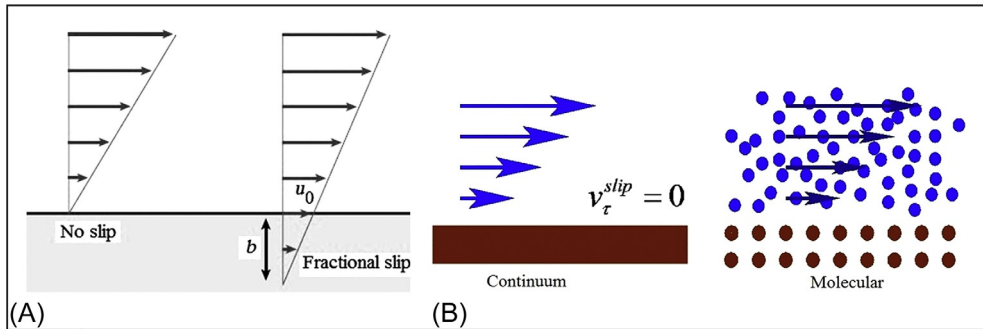 u₀
No slip
b
Fractional slip
(A)
v_τ^{slip} = 0
Continuum
Molecular
(B)